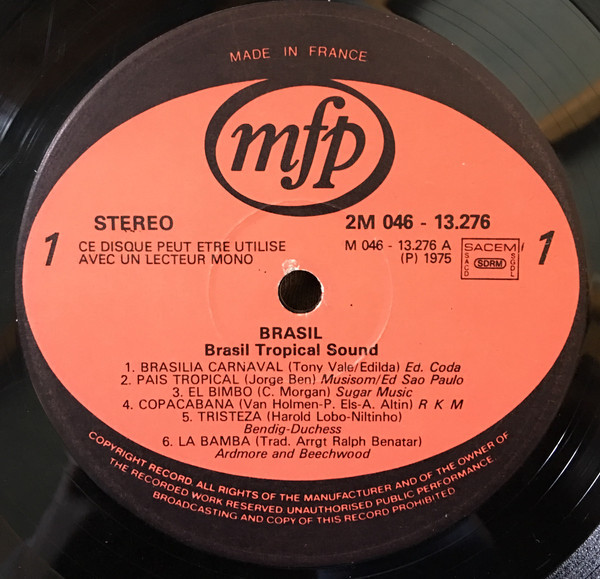 MADE IN FRANCE
mfp
STEREO
2M 046 - 13.276
1
CE DISQUE PEUT ETRE UTILISE
AVEC UN LECTEUR MONO
M 046 - 13.276 A
(P) 1975
SACEM
SACD
SDRM
SGDL
1
BRASIL
Brasil Tropical Sound
1. BRASILIA CARNAVAL (Tony Vale/Edilda) Ed. Coda
2. PAIS TROPICAL (Jorge Ben) Musisom/Ed Sao Paulo
3. EL BIMBO (C. Morgan) Sugar Music
4. COPACABANA (Van Holmen-P. Els-A. Altin) R K M
5. TRISTEZA (Harold Lobo-Niltinho)
Bendig-Duchess
6. LA BAMBA (Trad. Arrgt Ralph Benatar)
Ardmore and Beechwood
COPYRIGHT RECORD. ALL RIGHTS OF THE MANUFACTURER AND OF THE OWNER OF
THE RECORDED WORK RESERVED UNAUTHORISED PUBLIC PERFORMANCE
BROADCASTING AND COPY OF THIS RECORD PROHIBITED